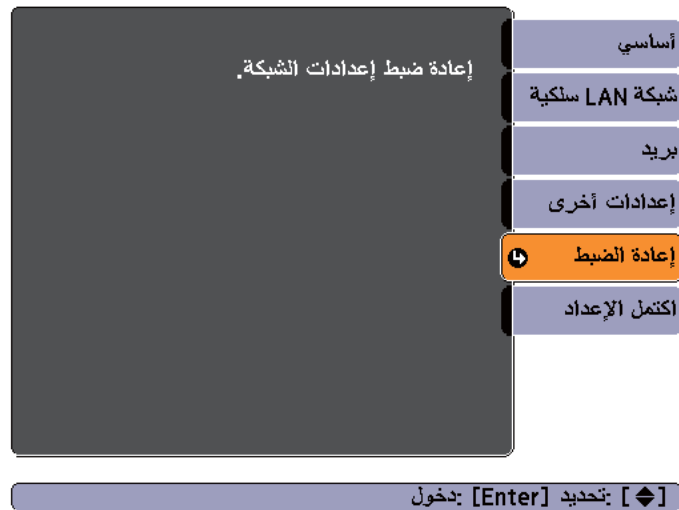 أساسي
شبكة LAN سلكية
بريد
إعدادات أخرى
إعادة الضبط
اكتمل الإعداد
إعادة ضبط إعدادات الشبكة.
[◆] :تحديد [Enter] :دخول